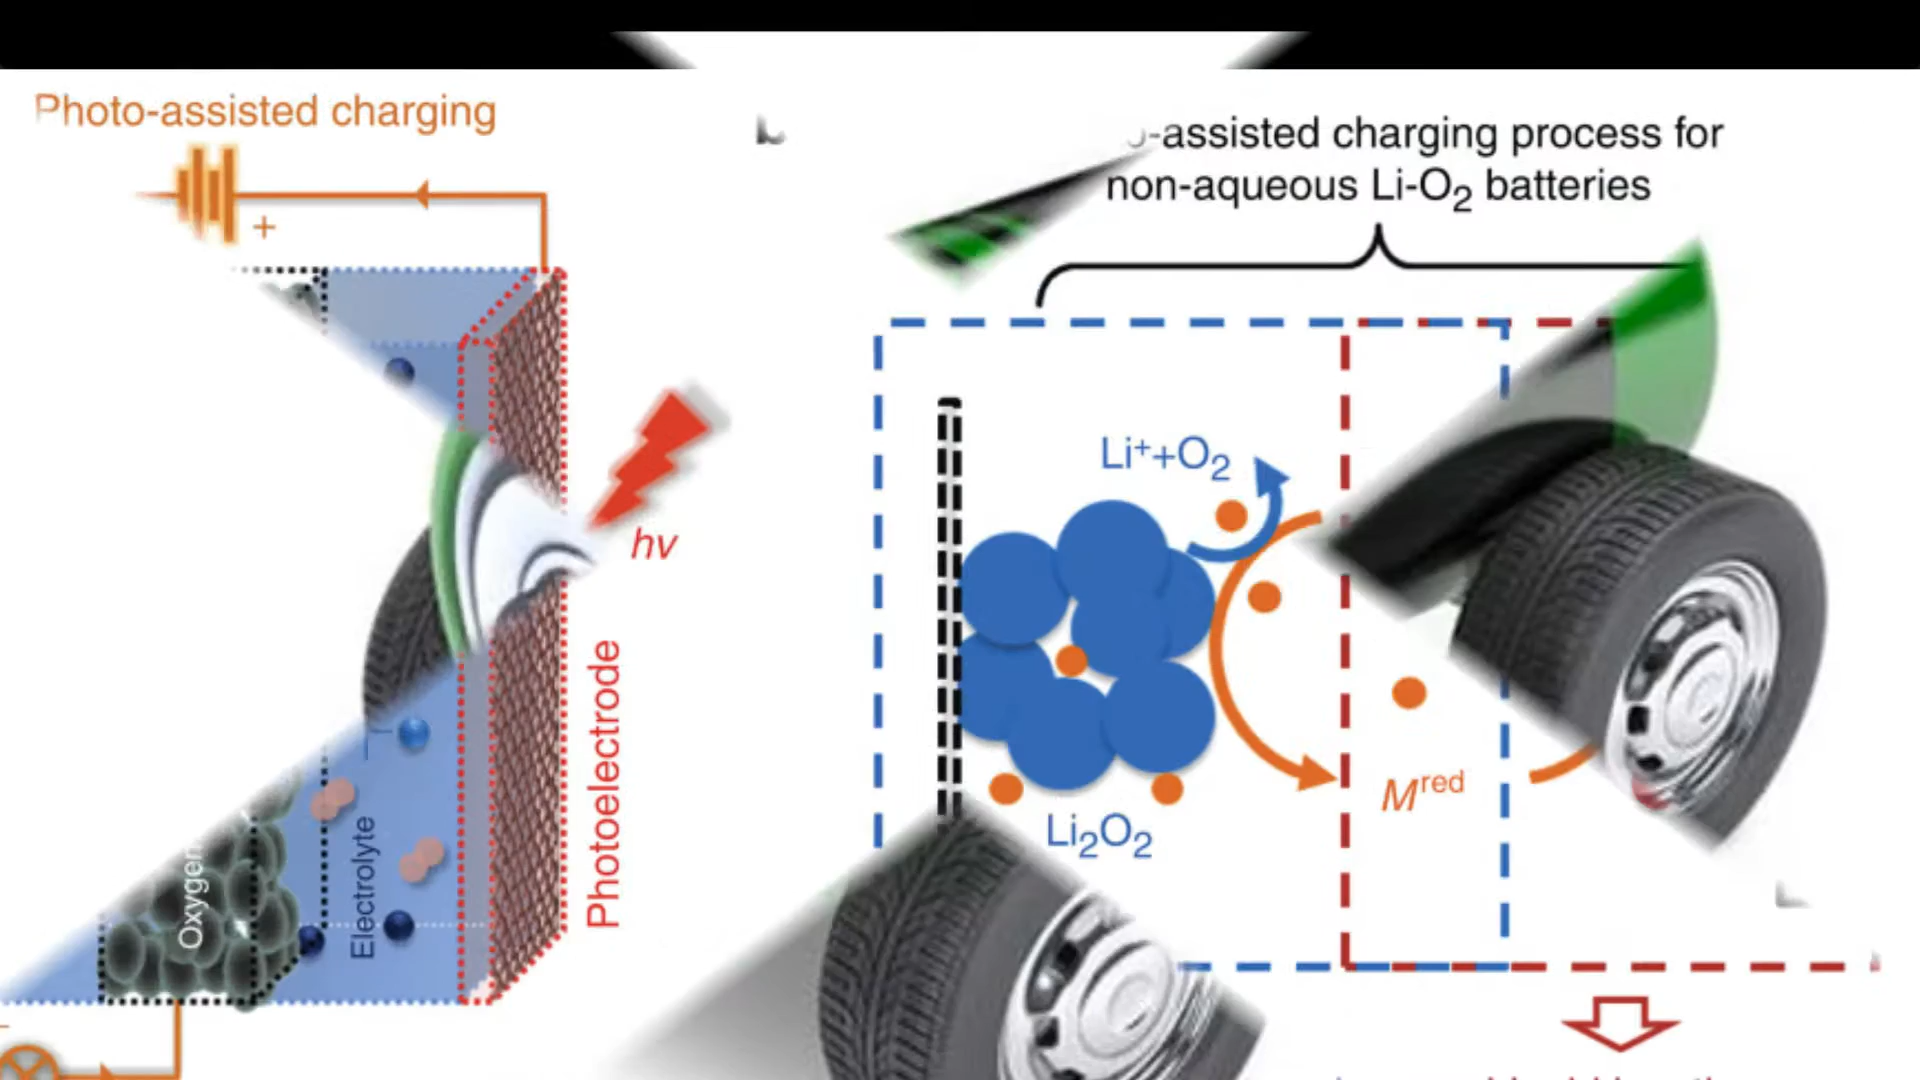 Photo-assisted charging
+
hν
Photoelectrode
Electrolyte
Oxygen
b
-assisted charging process for
non-aqueous Li-O₂ batteries
Li⁺+O₂
Li₂O₂
Mʳᵉᵈ